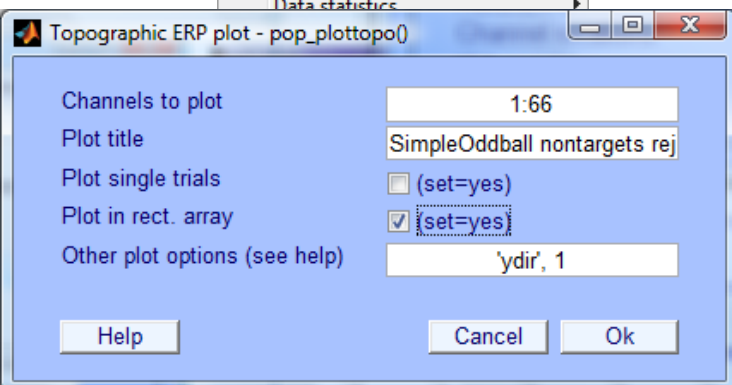 Data statistics
Topographic ERP plot - pop_plottopo()
Channels to plot 1:66
Plot title SimpleOddball nontargets rej
Plot single trials (set=yes)
Plot in rect. array (set=yes)
Other plot options (see help) 'ydir', 1
Help Cancel Ok